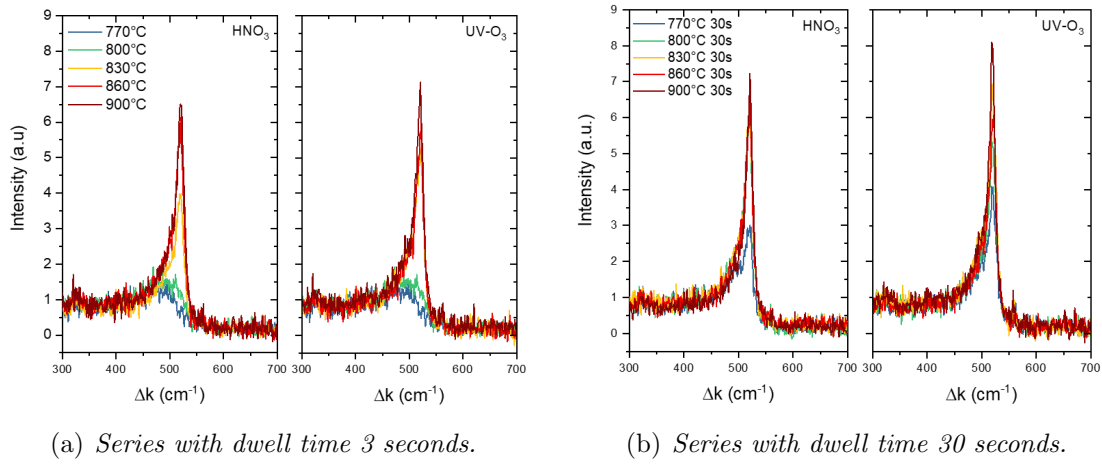 HNO3
770°C
800°C
830°C
860°C
900°C
UV-O3
Intensity (a.u)
9
8
7
6
5
4
3
2
1
0
300 400 500 600 700
300 400 500 600 700
Δk (cm-1)
Δk (cm-1)
HNO3
770°C 30s
800°C 30s
830°C 30s
860°C 30s
900°C 30s
UV-O3
Intensity (a.u.)
9
8
7
6
5
4
3
2
1
0
300 400 500 600 700
300 400 500 600 700
Δk (cm-1)
Δk (cm-1)
(a) Series with dwell time 3 seconds.
(b) Series with dwell time 30 seconds.